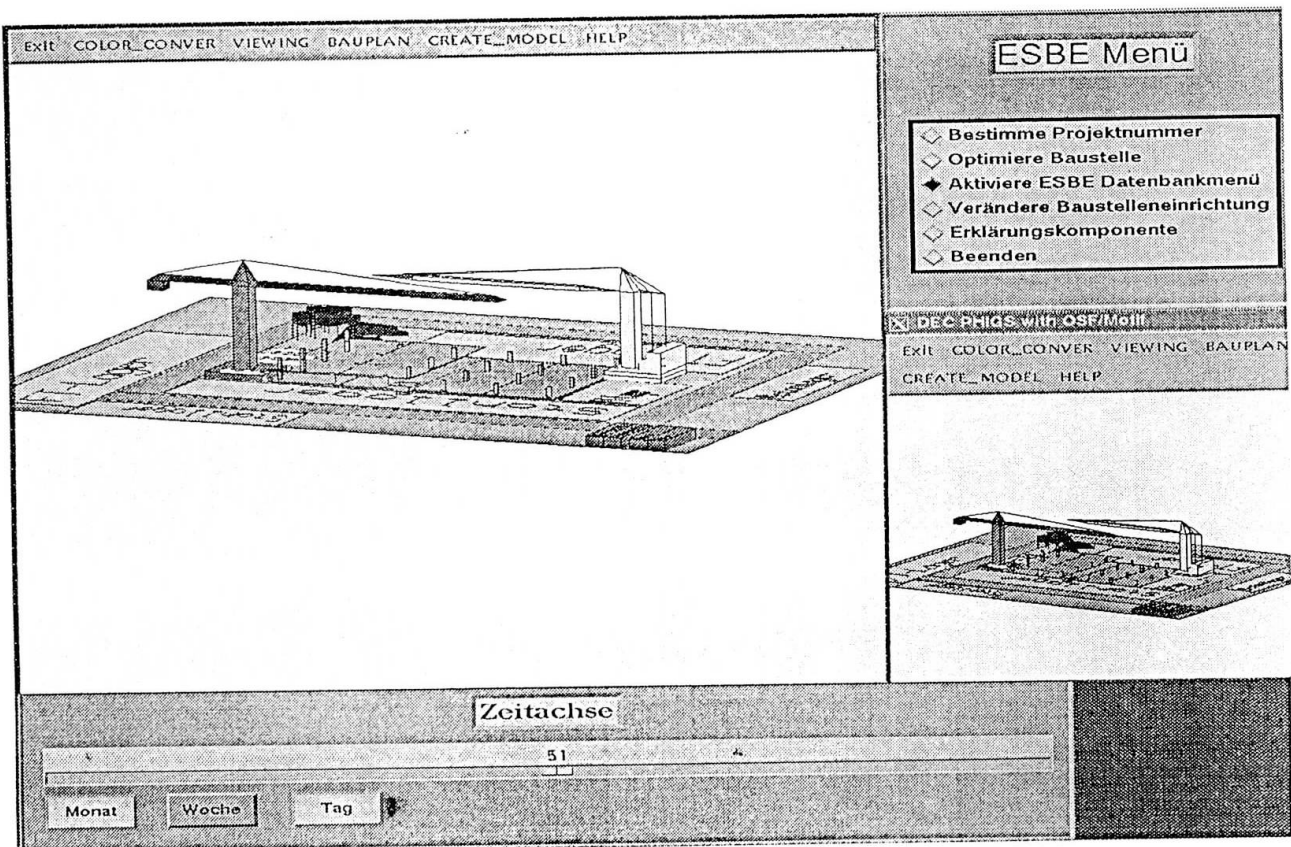 Exit COLOR_CONVER VIEWING BAUPLAN CREATE_MODEL HELP
ESBE Menü
Bestimme Projektnummer
Optimiere Baustelle
Aktiviere ESBE Datenbankmenü
Verändere Baustelleneinrichtung
Erklärungskomponente
Beenden
DEC PHIGS with OSF/Motif
Exit COLOR_CONVER VIEWING BAUPLAN
CREATE_MODEL HELP
Zeitachse
51
Monat Woche Tag